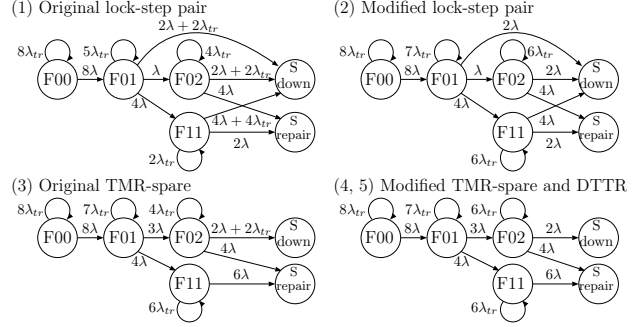 (1) Original lock-step pair
2λ + 2λtr
8λtr
5λtr
4λtr
F00
8λ
F01
λ
F02
2λ + 2λtr
S down
4λ
4λ
F11
4λ + 4λtr
2λ
S repair
2λtr
(2) Modified lock-step pair
2λ
8λtr
7λtr
6λtr
F00
8λ
F01
λ
F02
2λ
S down
4λ
4λ
F11
4λ
2λ
S repair
6λtr
(3) Original TMR-spare
8λtr
7λtr
4λtr
F00
8λ
F01
3λ
F02
2λ + 2λtr
S down
4λ
4λ
F11
6λ
S repair
6λtr
(4, 5) Modified TMR-spare and DTTR
8λtr
7λtr
6λtr
F00
8λ
F01
3λ
F02
2λ
S down
4λ
4λ
F11
6λ
S repair
6λtr